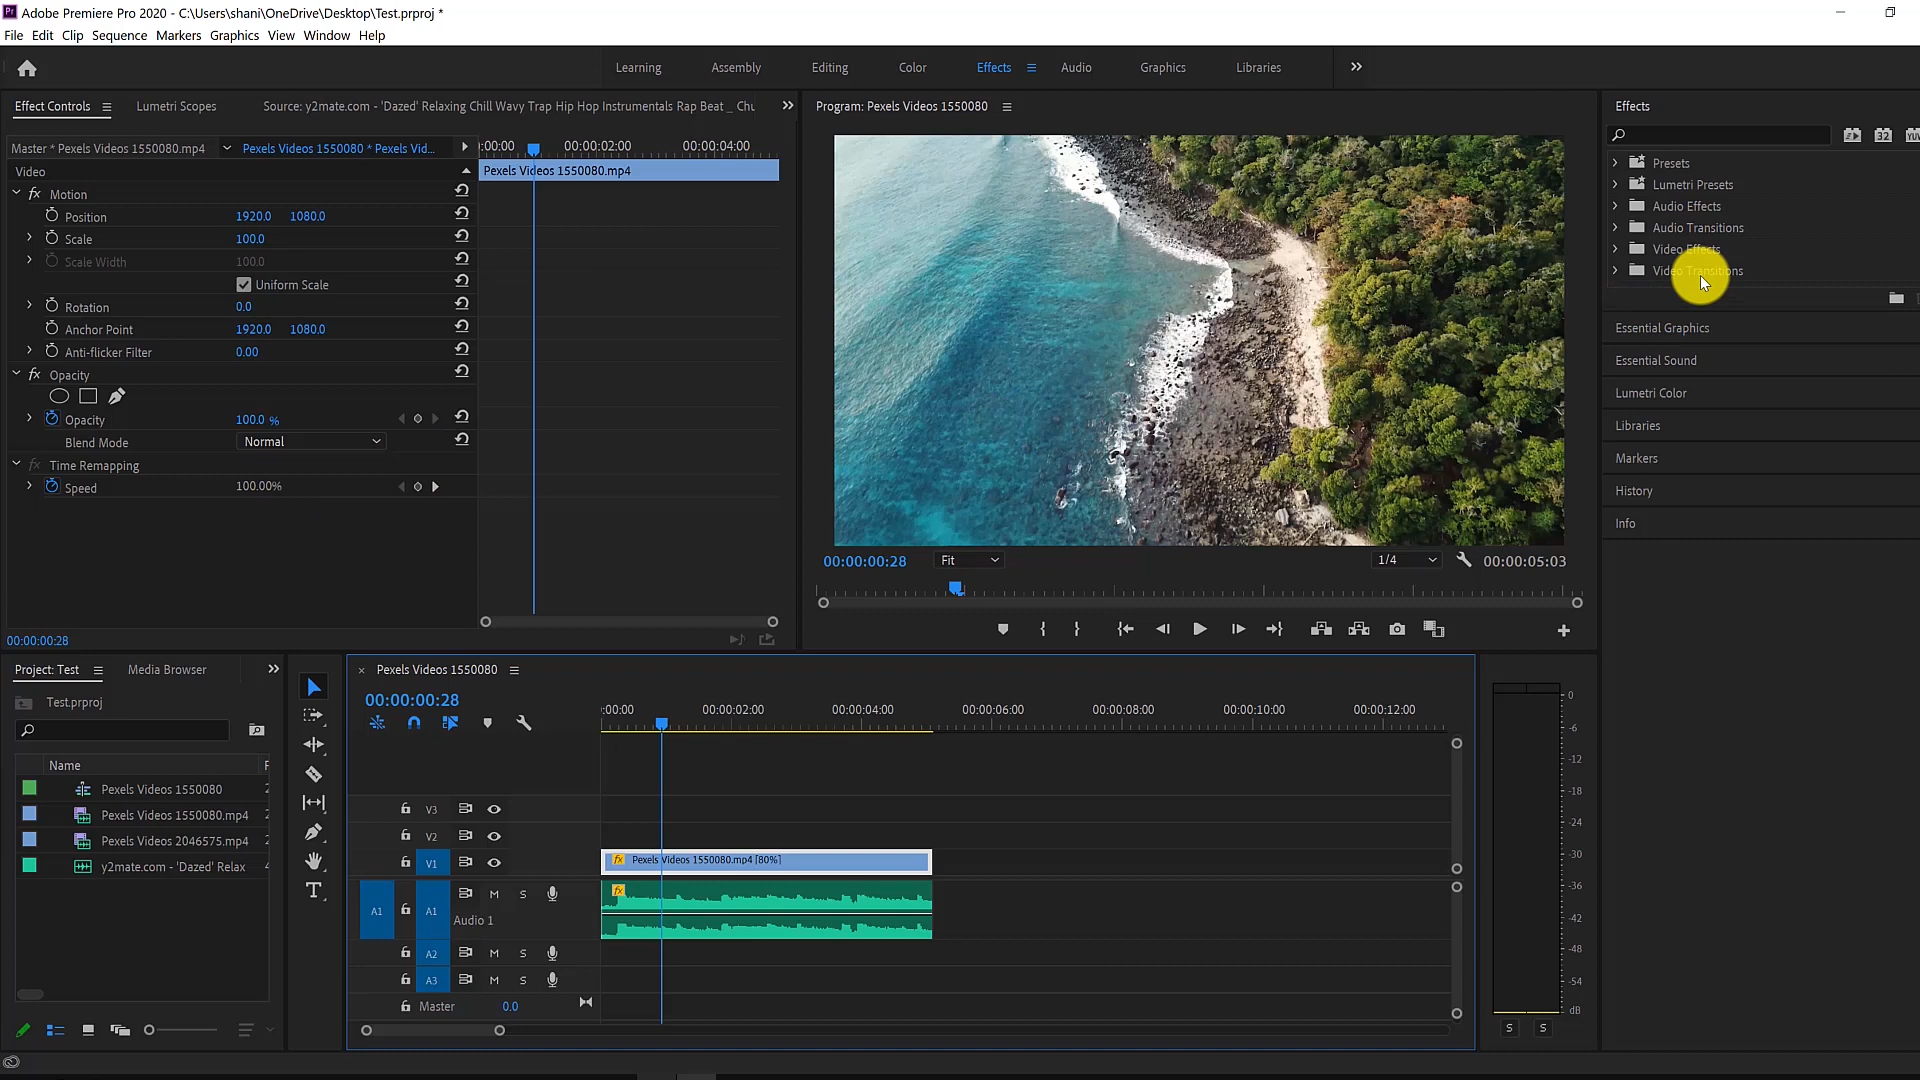 Pr Adobe Premiere Pro 2020 - C:\Users\shani\OneDrive\Desktop\Test.prproj *
File Edit Clip Sequence Markers Graphics View Window Help
Learning Assembly Editing Color Effects Audio Graphics Libraries
Effect Controls Lumetri Scopes Source: y2mate.com - 'Dazed' Relaxing Chill Wavy Trap Hip Hop Instrumentals Rap Beat _ Chu
Program: Pexels Videos 1550080
Effects
Master * Pexels Videos 1550080.mp4 Pexels Videos 1550080 * Pexels Vid...
:00:00 00:00:02:00 00:00:04:00
Video
Pexels Videos 1550080.mp4
fx Motion
Position 1920.0 1080.0
Scale 100.0
Scale Width 100.0
Uniform Scale
Rotation 0.0
Anchor Point 1920.0 1080.0
Anti-flicker Filter 0.00
fx Opacity
Opacity 100.0 %
Blend Mode Normal
fx Time Remapping
Speed 100.00%
00:00:00:28
00:00:00:28 Fit 1/4 00:00:05:03
32 YUV
Presets
Lumetri Presets
Audio Effects
Audio Transitions
Video Effects
Video Transitions
Essential Graphics
Essential Sound
Lumetri Color
Libraries
Markers
History
Info
Project: Test Media Browser
Test.prproj
Name
Pexels Videos 1550080
Pexels Videos 1550080.mp4
Pexels Videos 2046575.mp4
y2mate.com - 'Dazed' Relax
Pexels Videos 1550080
00:00:00:28
:00:00 00:00:02:00 00:00:04:00 00:00:06:00 00:00:08:00 00:00:10:00 00:00:12:00
V3
V2
V1 fx Pexels Videos 1550080.mp4 [80%]
A1 A1 M S fx
Audio 1
A2 M S
A3 M S
Master 0.0
0
-6
-12
-18
-24
-30
-36
-42
-48
-54
dB
S S